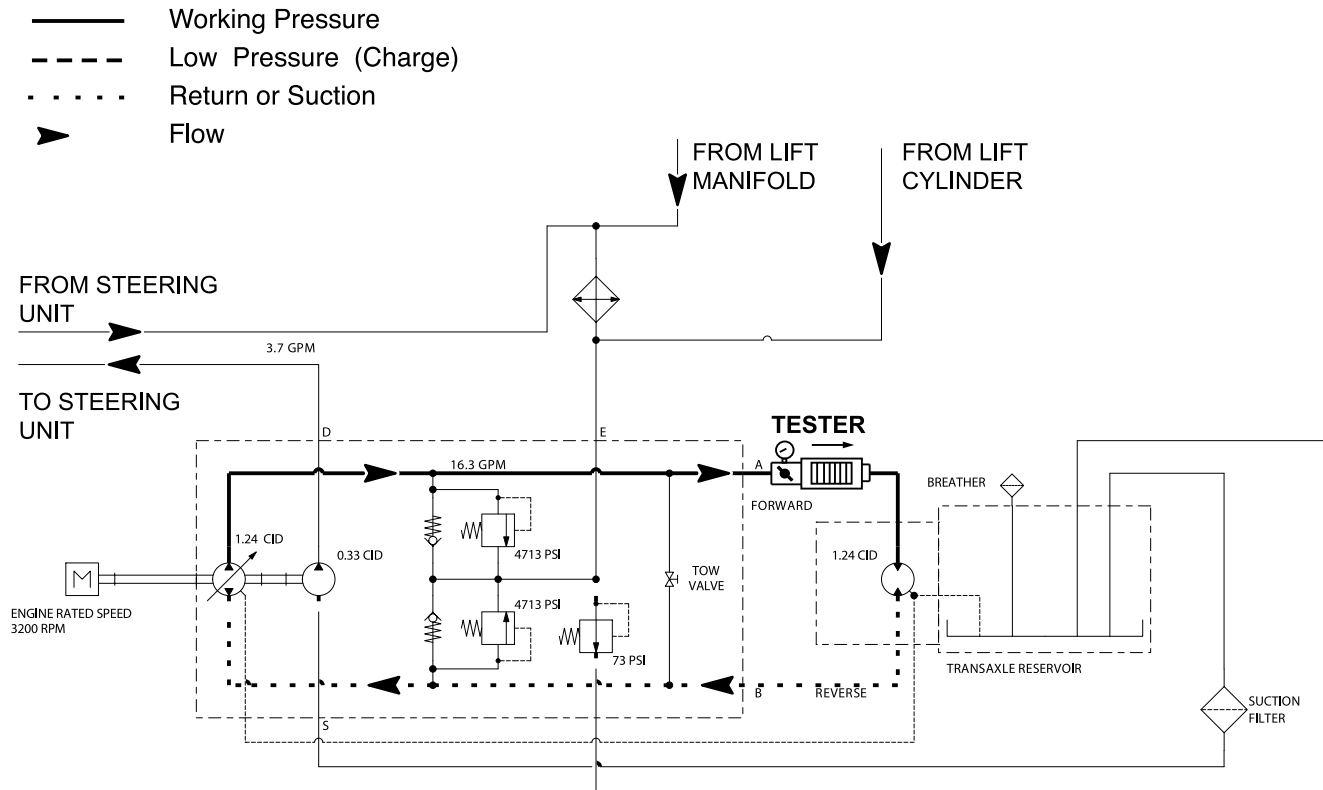 Working Pressure
Low Pressure (Charge)
Return or Suction
Flow
FROM LIFT
MANIFOLD
FROM LIFT
CYLINDER
FROM STEERING
UNIT
3.7 GPM
TO STEERING
UNIT
D
E
TESTER
16.3 GPM
A
FORWARD
BREATHER
1.24 CID
0.33 CID
4713 PSI
1.24 CID
M
TOW
VALVE
ENGINE RATED SPEED
3200 RPM
4713 PSI
73 PSI
TRANSAXLE RESERVOIR
B
REVERSE
SUCTION
FILTER
S